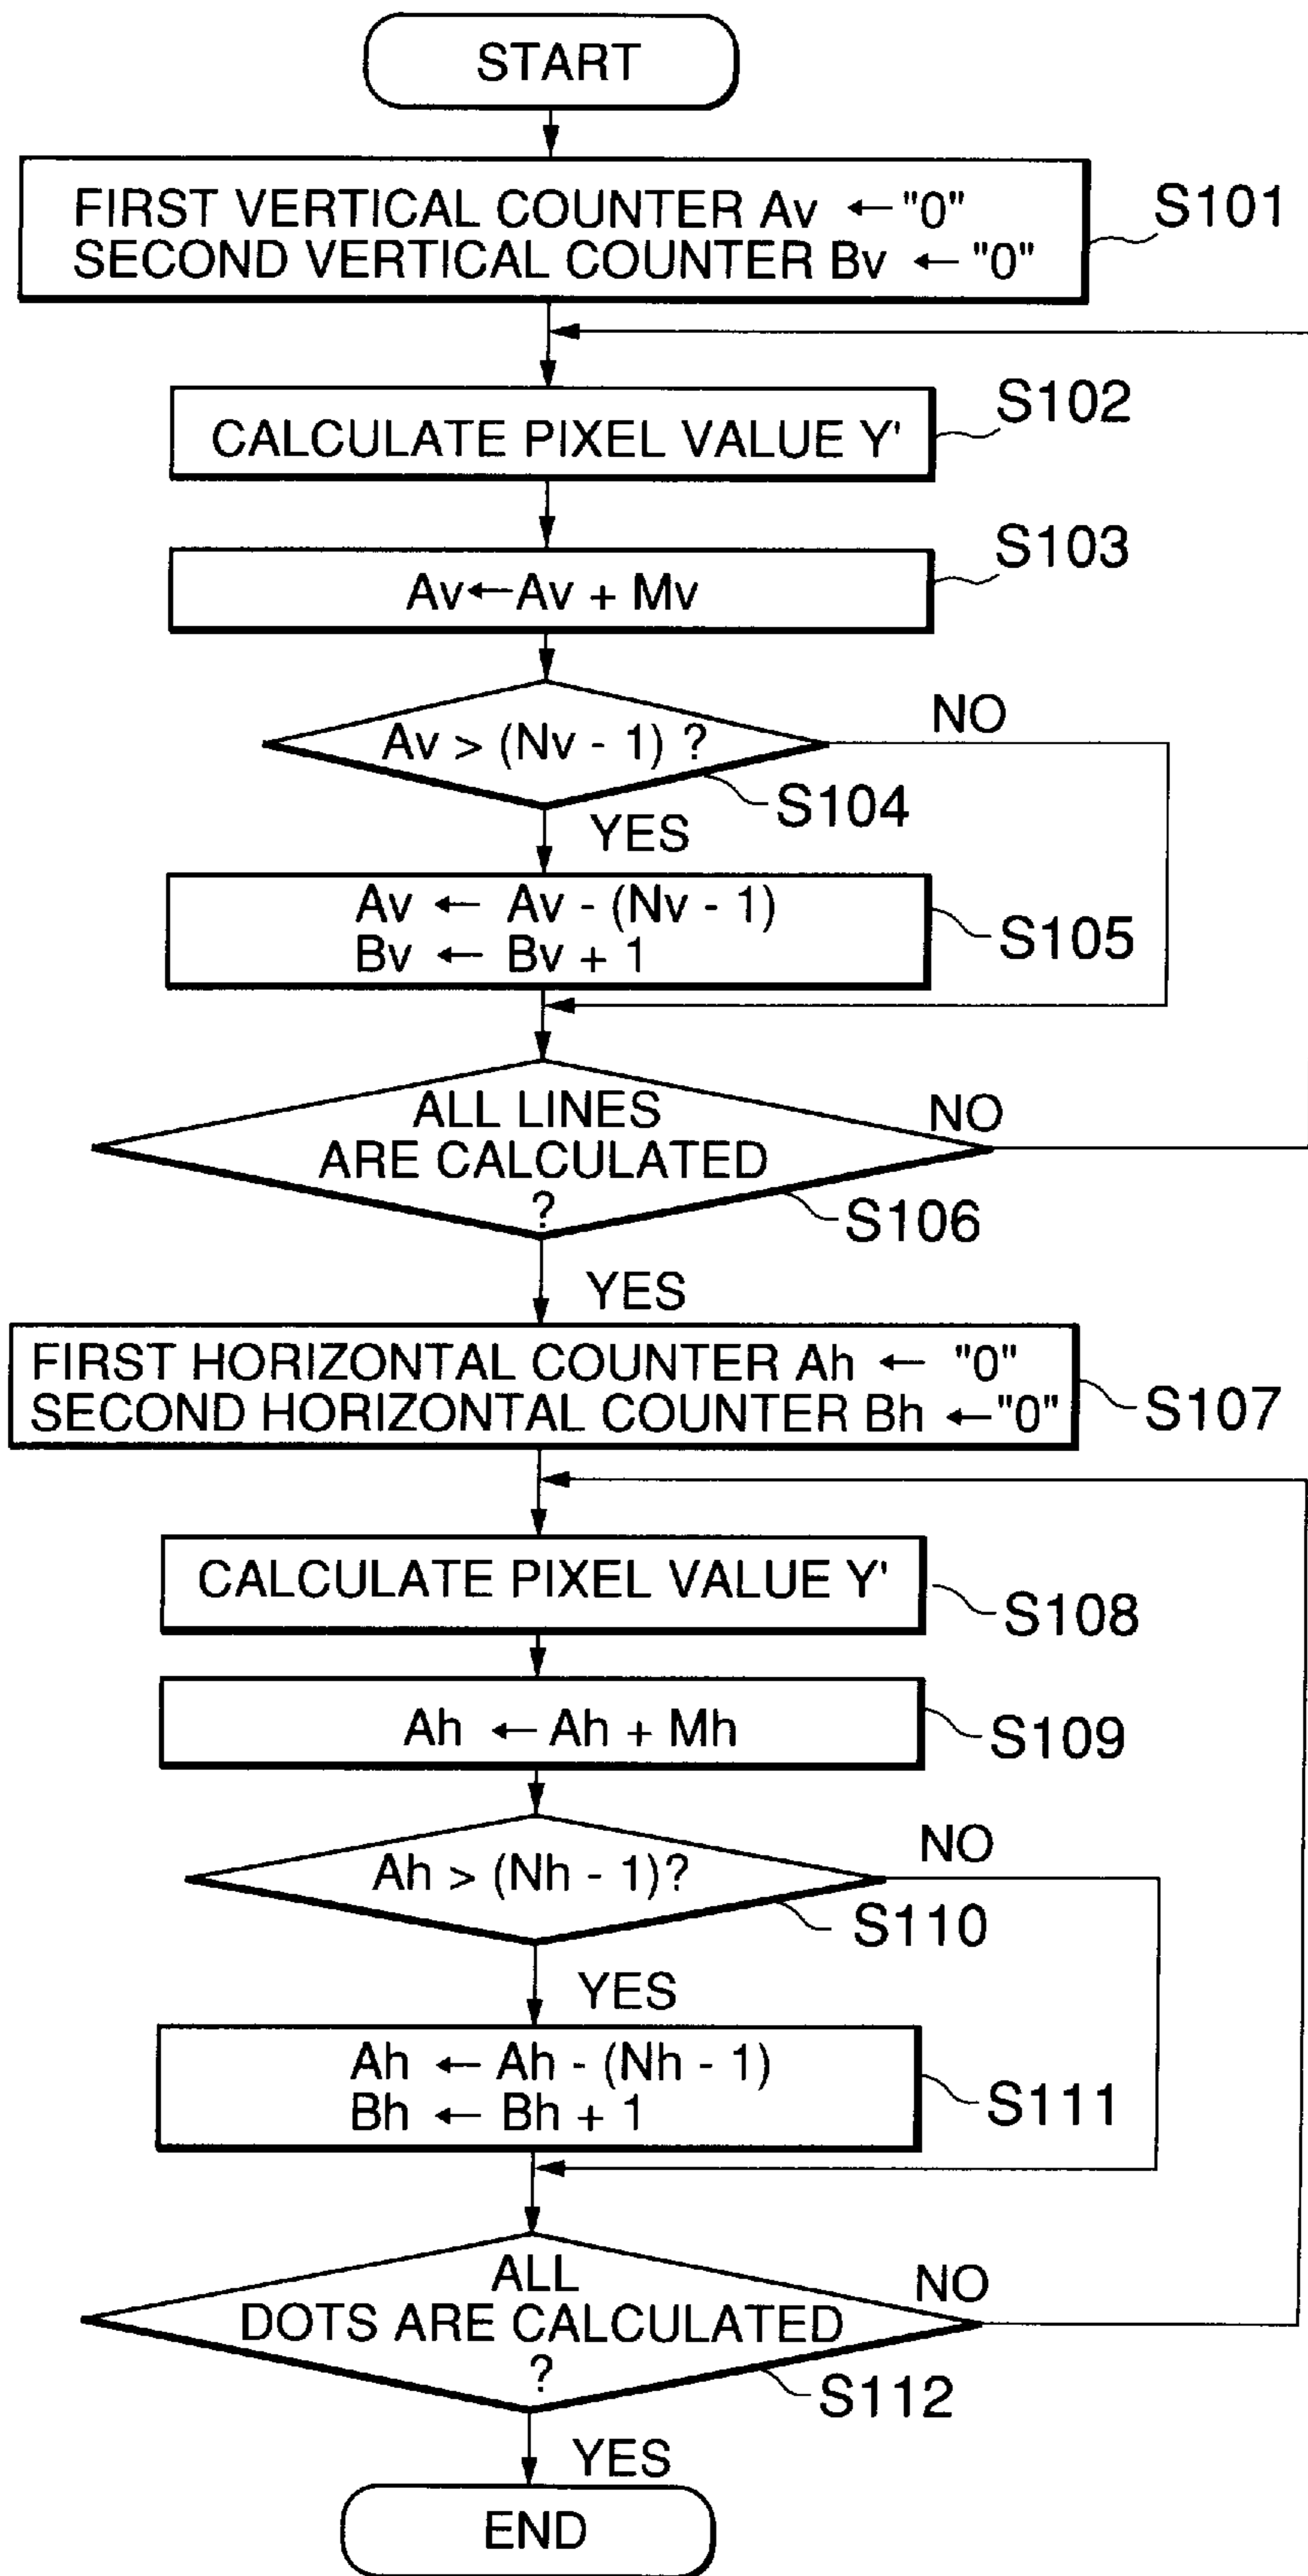 START
FIRST VERTICAL COUNTER Av ← "0"
SECOND VERTICAL COUNTER Bv ← "0"
S101
CALCULATE PIXEL VALUE Y'
S102
Av←Av + Mv
S103
Av > (Nv - 1) ?
NO
S104
YES
Av ← Av - (Nv - 1)
Bv ← Bv + 1
S105
ALL LINES
ARE CALCULATED
?
NO
S106
YES
FIRST HORIZONTAL COUNTER Ah ← "0"
SECOND HORIZONTAL COUNTER Bh ←"0"
S107
CALCULATE PIXEL VALUE Y'
S108
Ah ← Ah + Mh
S109
Ah > (Nh - 1)?
NO
S110
YES
Ah ← Ah - (Nh - 1)
Bh ← Bh + 1
S111
ALL
DOTS ARE CALCULATED
?
NO
S112
YES
END